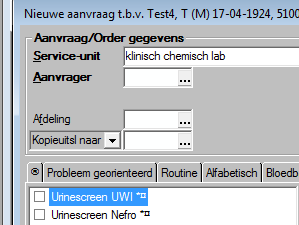 Nieuwe aanvraag t.b.v. Test4, T (M) 17-04-1924, 5100
Aanvraag/Order gegevens
Service-unit klinisch chemisch lab
Aanvrager ...
Afdeling ...
Kopieuitsl naar ...
® Probleem georienteerd Routine Alfabetisch Bloedb
Urinescreen UWI *¤
Urinescreen Nefro *¤